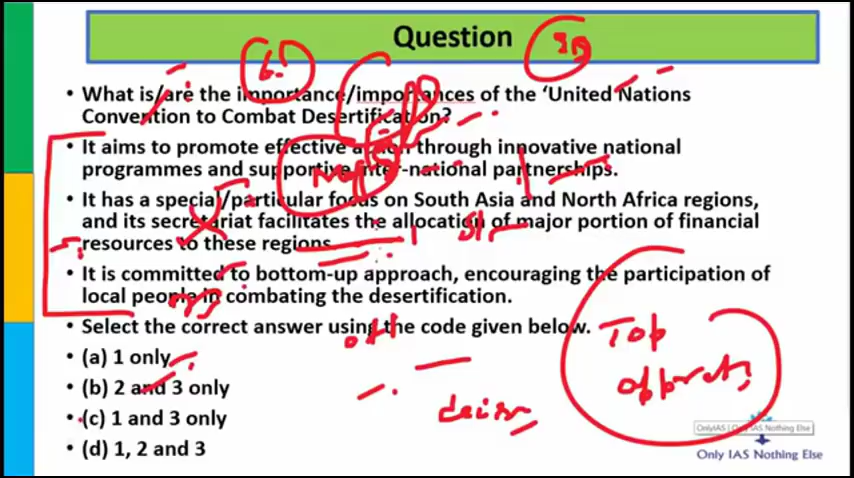 Question
• What is/are the importance/importances of the ‘United Nations
Convention to Combat Desertification?
• It aims to promote effective action through innovative national
programmes and supportive inter-national partnerships.
• It has a special/particular focus on South Asia and North Africa regions,
and its secretariat facilitates the allocation of major portion of financial
resources to these regions
• It is committed to bottom-up approach, encouraging the participation of
local people in combating the desertification.
• Select the correct answer using the code given below.
• (a) 1 only
• (b) 2 and 3 only
• (c) 1 and 3 only
• (d) 1, 2 and 3
Top
OnlyIAS | Only IAS Nothing Else
Only IAS Nothing Else